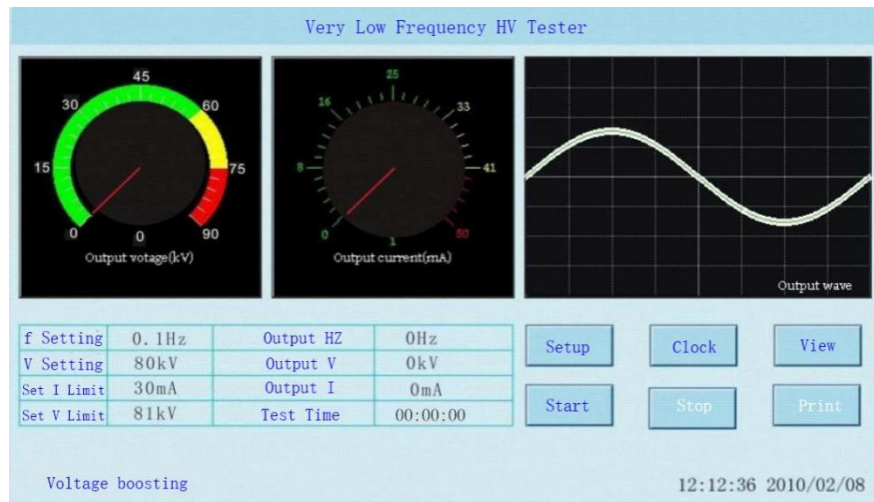 Very Low Frequency HV Tester
45
30 60
15 75
0 0 90
Output votage(kV)
25
16 33
8 41
0 1 50
Output current(mA)
Output wave
f Setting 0.1Hz Output HZ 0Hz
V Setting 80kV Output V 0kV
Set I Limit 30mA Output I 0mA
Set V Limit 81kV Test Time 00:00:00
Setup Clock View
Start Stop Print
Voltage boosting 12:12:36 2010/02/08